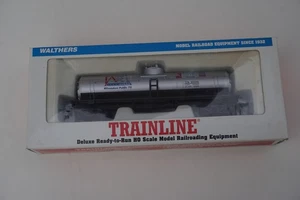 WALTHERS
MODEL RAILROAD EQUIPMENT SINCE 1932
TRAINLINE
Deluxe Ready-to-Run HO Scale Model Railroading Equipment